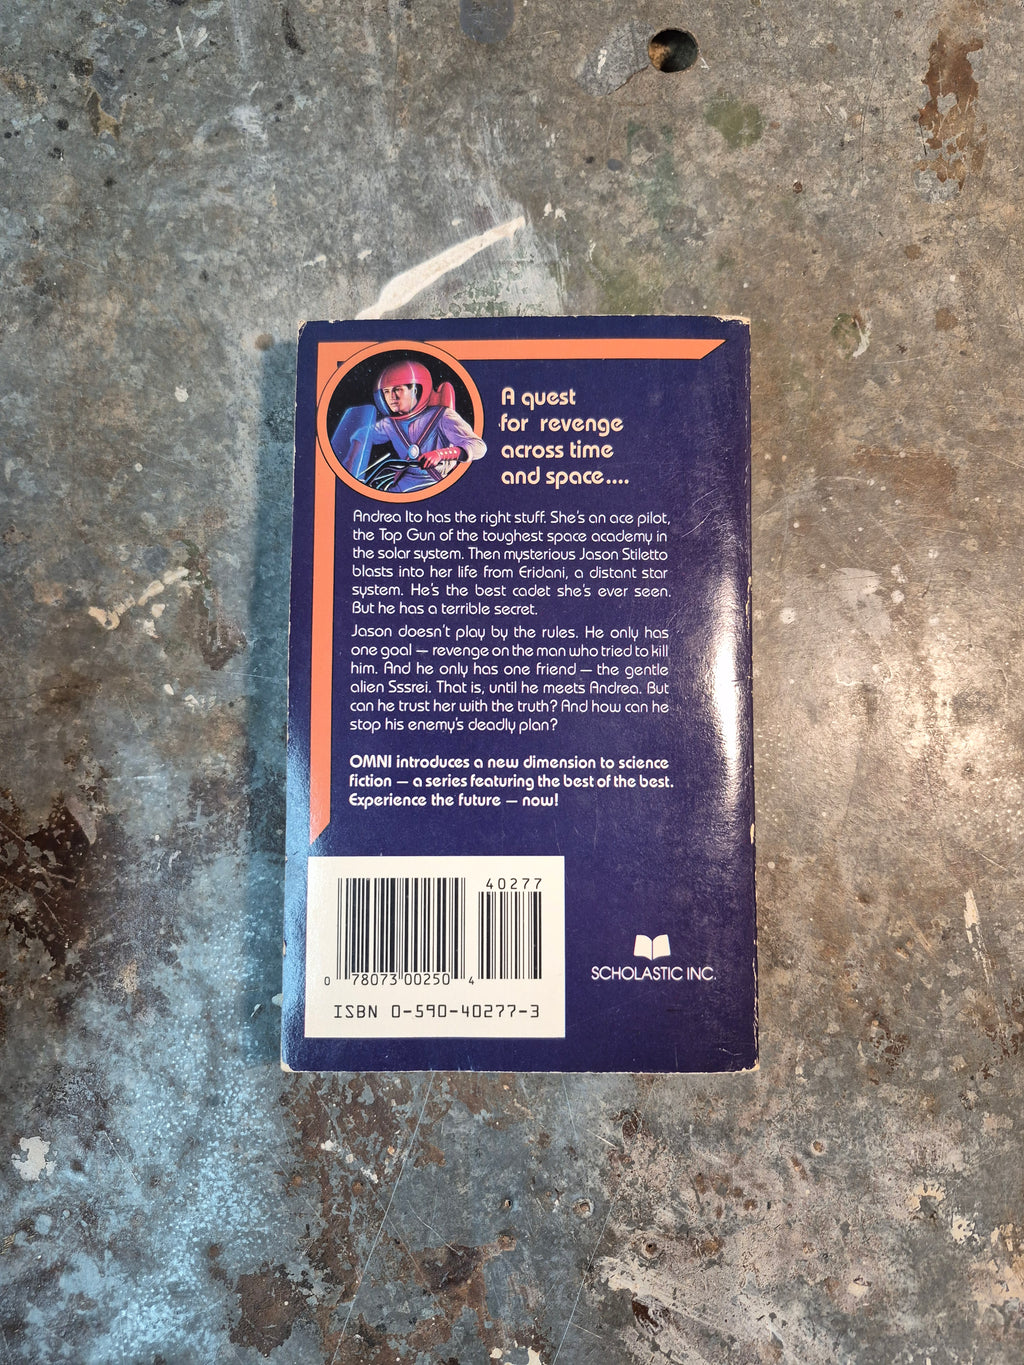 A quest
for revenge
across time
and space....
Andrea Ito has the right stuff. She's an ace pilot,
the Top Gun of the toughest space academy in
the solar system. Then mysterious Jason Stiletto
blasts into her life from Eridani, a distant star
system. He's the best cadet she's ever seen.
But he has a terrible secret.
Jason doesn't play by the rules. He only has
one goal — revenge on the man who tried to kill
him. And he only has one friend — the gentle
alien Sssrei. That is, until he meets Andrea. But
can he trust her with the truth? And how can he
stop his enemy's deadly plan?
OMNI introduces a new dimension to science
fiction — a series featuring the best of the best.
Experience the future — now!
40277
0 78073 00250 4
ISBN 0-590-40277-3
SCHOLASTIC INC.